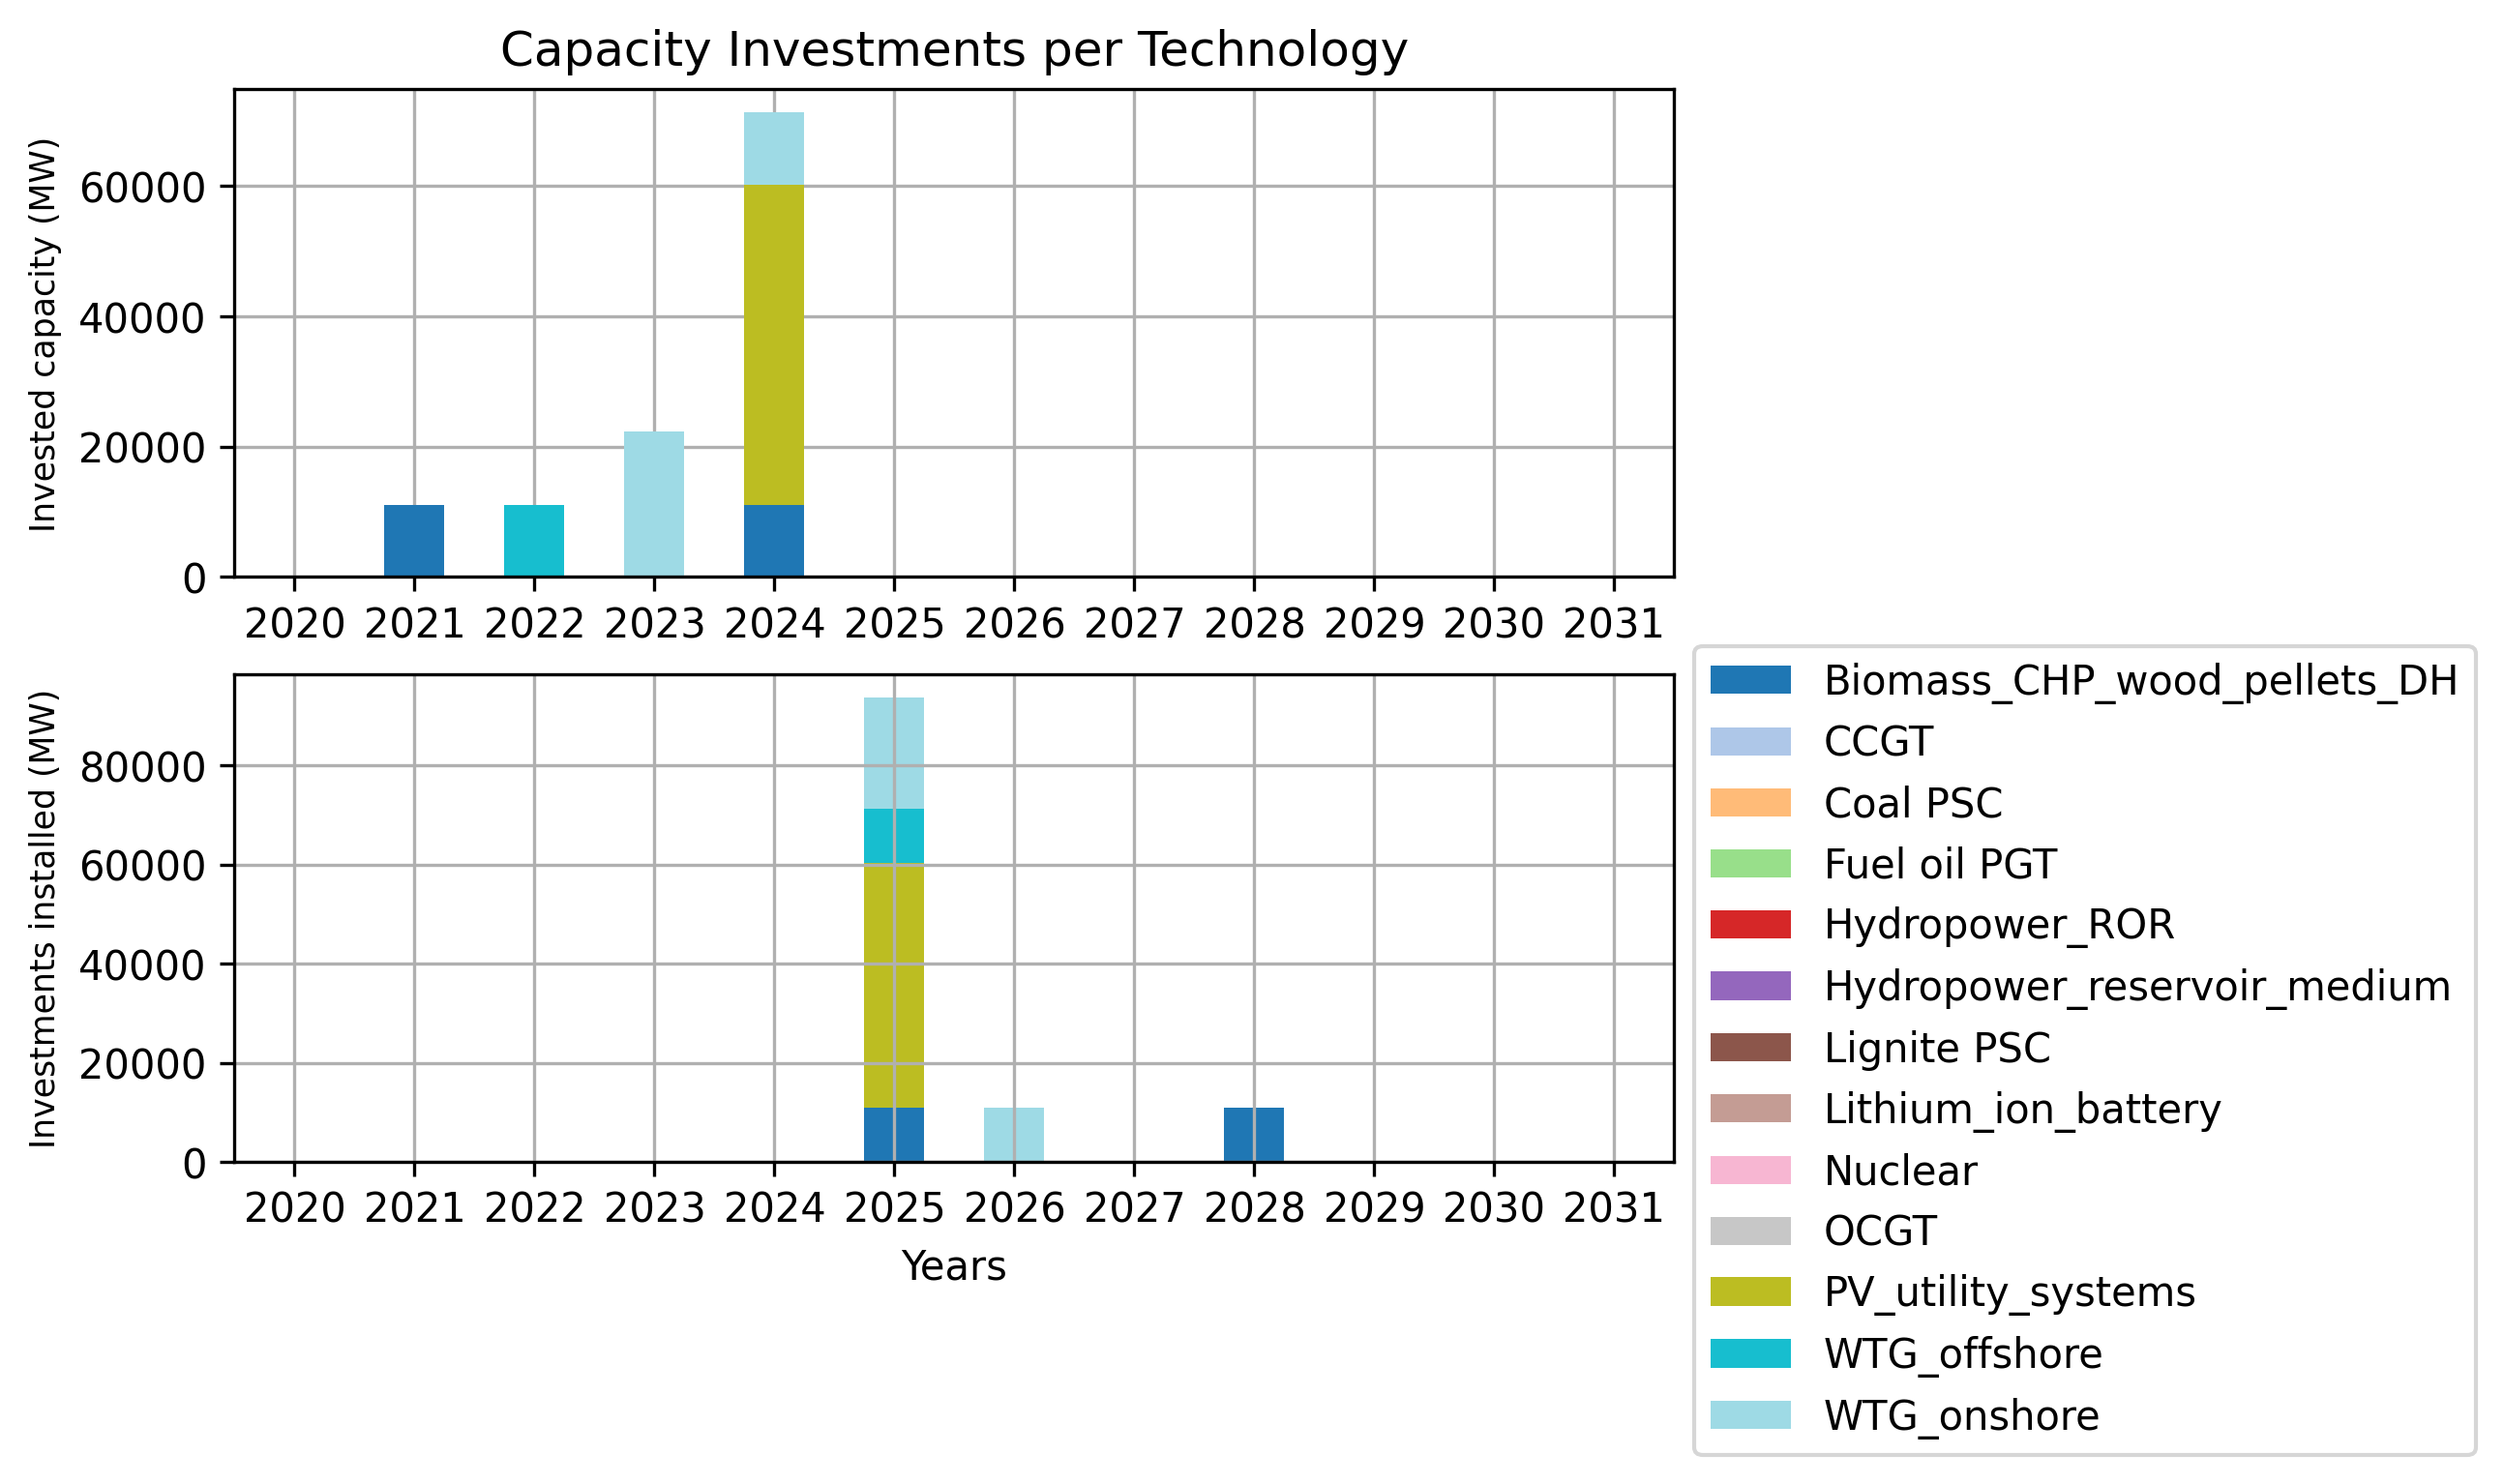 Capacity Investments per Technology
Invested capacity (MW)
60000
40000
20000
0
2020 2021 2022 2023 2024 2025 2026 2027 2028 2029 2030 2031
Investments installed (MW)
80000
60000
40000
20000
0
2020 2021 2022 2023 2024 2025 2026 2027 2028 2029 2030 2031
Years
Biomass_CHP_wood_pellets_DH
CCGT
Coal PSC
Fuel oil PGT
Hydropower_ROR
Hydropower_reservoir_medium
Lignite PSC
Lithium_ion_battery
Nuclear
OCGT
PV_utility_systems
WTG_offshore
WTG_onshore